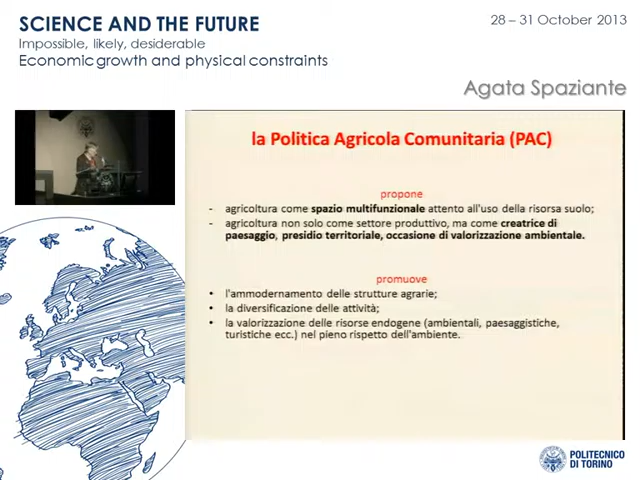 SCIENCE AND THE FUTURE
28 – 31 October 2013
Impossible, likely, desiderable
Economic growth and physical constraints
Agata Spaziante
la Politica Agricola Comunitaria (PAC)
propone
- agricoltura come spazio multifunzionale attento all'uso della risorsa suolo;
- agricoltura non solo come settore produttivo, ma come creatrice di
paesaggio, presidio territoriale, occasione di valorizzazione ambientale.
promuove
• l'ammodernamento delle strutture agrarie;
• la diversificazione delle attività;
• la valorizzazione delle risorse endogene (ambientali, paesaggistiche,
turistiche ecc.) nel pieno rispetto dell'ambiente.
POLITECNICO
DI TORINO